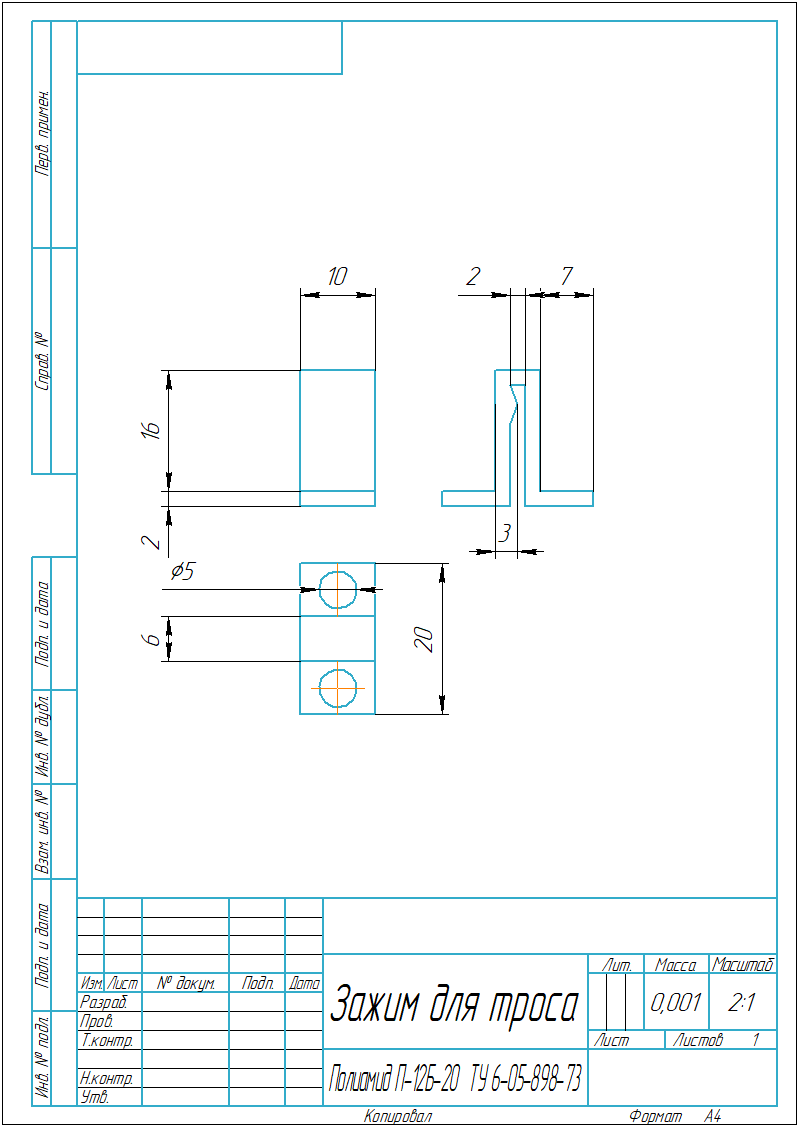 Перв. примен.
Справ. №
Подп. и дата
Инв. № дубл.
Взам. инв. №
Подп. и дата
Инв. № подл.
10
2
7
16
2
3
⌀5
6
20
Изм. Лист № докум. Подп. Дата
Разраб.
Пров.
Т.контр.
Н.контр.
Утв.
Зажим для троса
Полиамид П-12Б-20 ТУ 6-05-898-73
Лит. Масса Масштаб
0,001 2:1
Лист Листов 1
Копировал Формат А4